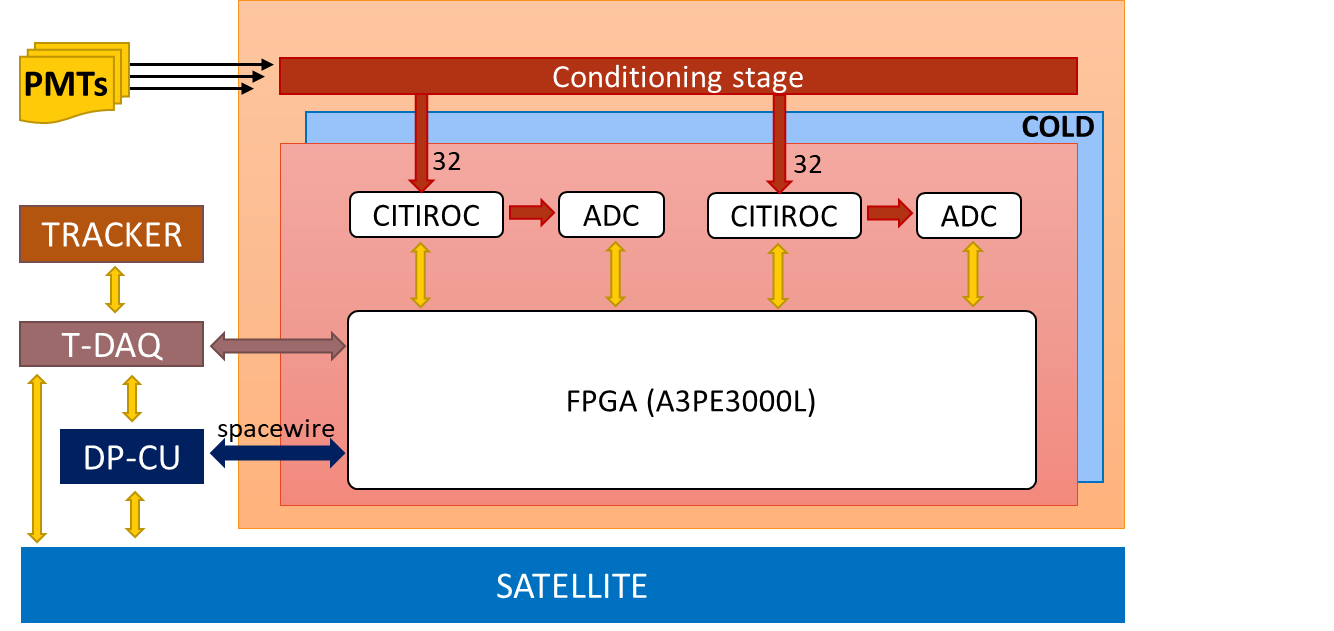 PMTs
Conditioning stage
COLD
32
32
CITIROC
ADC
CITIROC
ADC
TRACKER
T-DAQ
FPGA (A3PE3000L)
spacewire
DP-CU
SATELLITE